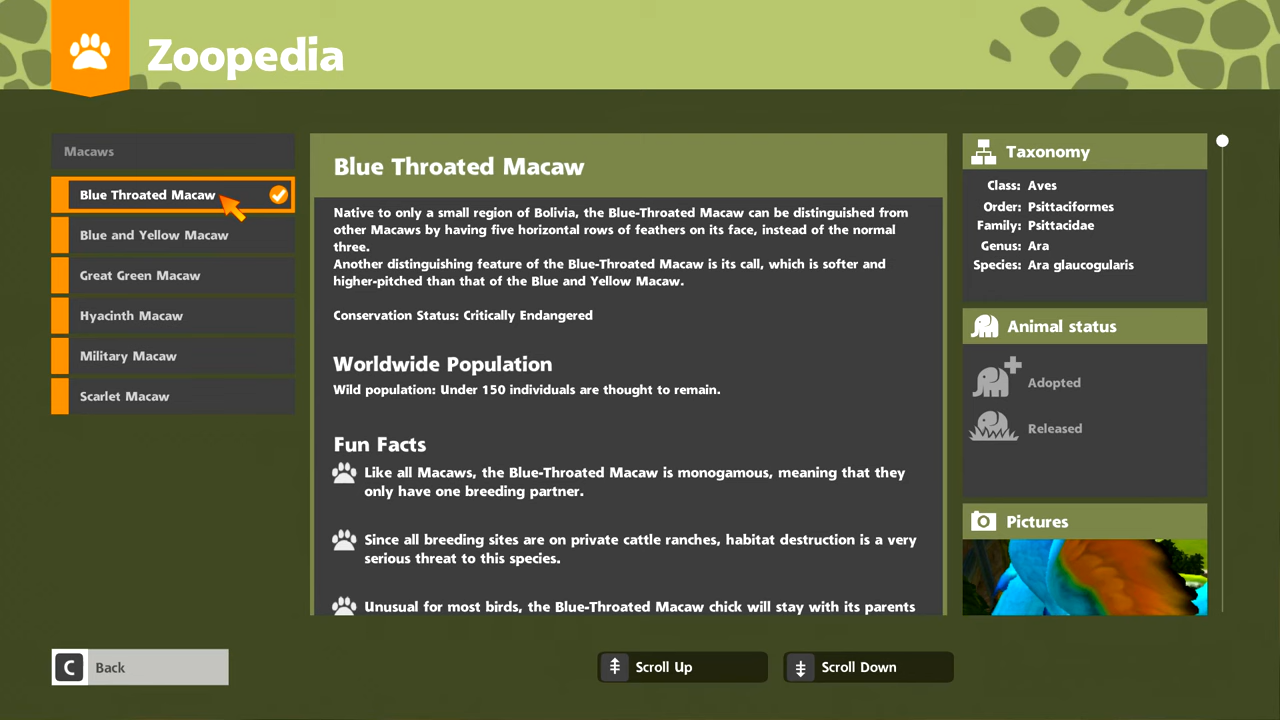 Zoopedia
Macaws
Blue Throated Macaw
Blue and Yellow Macaw
Great Green Macaw
Hyacinth Macaw
Military Macaw
Scarlet Macaw
Blue Throated Macaw
Native to only a small region of Bolivia, the Blue-Throated Macaw can be distinguished from
other Macaws by having five horizontal rows of feathers on its face, instead of the normal
three.
Another distinguishing feature of the Blue-Throated Macaw is its call, which is softer and
higher-pitched than that of the Blue and Yellow Macaw.
Conservation Status: Critically Endangered
Worldwide Population
Wild population: Under 150 individuals are thought to remain.
Fun Facts
Like all Macaws, the Blue-Throated Macaw is monogamous, meaning that they
only have one breeding partner.
Since all breeding sites are on private cattle ranches, habitat destruction is a very
serious threat to this species.
Unusual for most birds, the Blue-Throated Macaw chick will stay with its parents
Taxonomy
Class: Aves
Order: Psittaciformes
Family: Psittacidae
Genus: Ara
Species: Ara glaucogularis
Animal status
Adopted
Released
Pictures
C Back
Scroll Up
Scroll Down